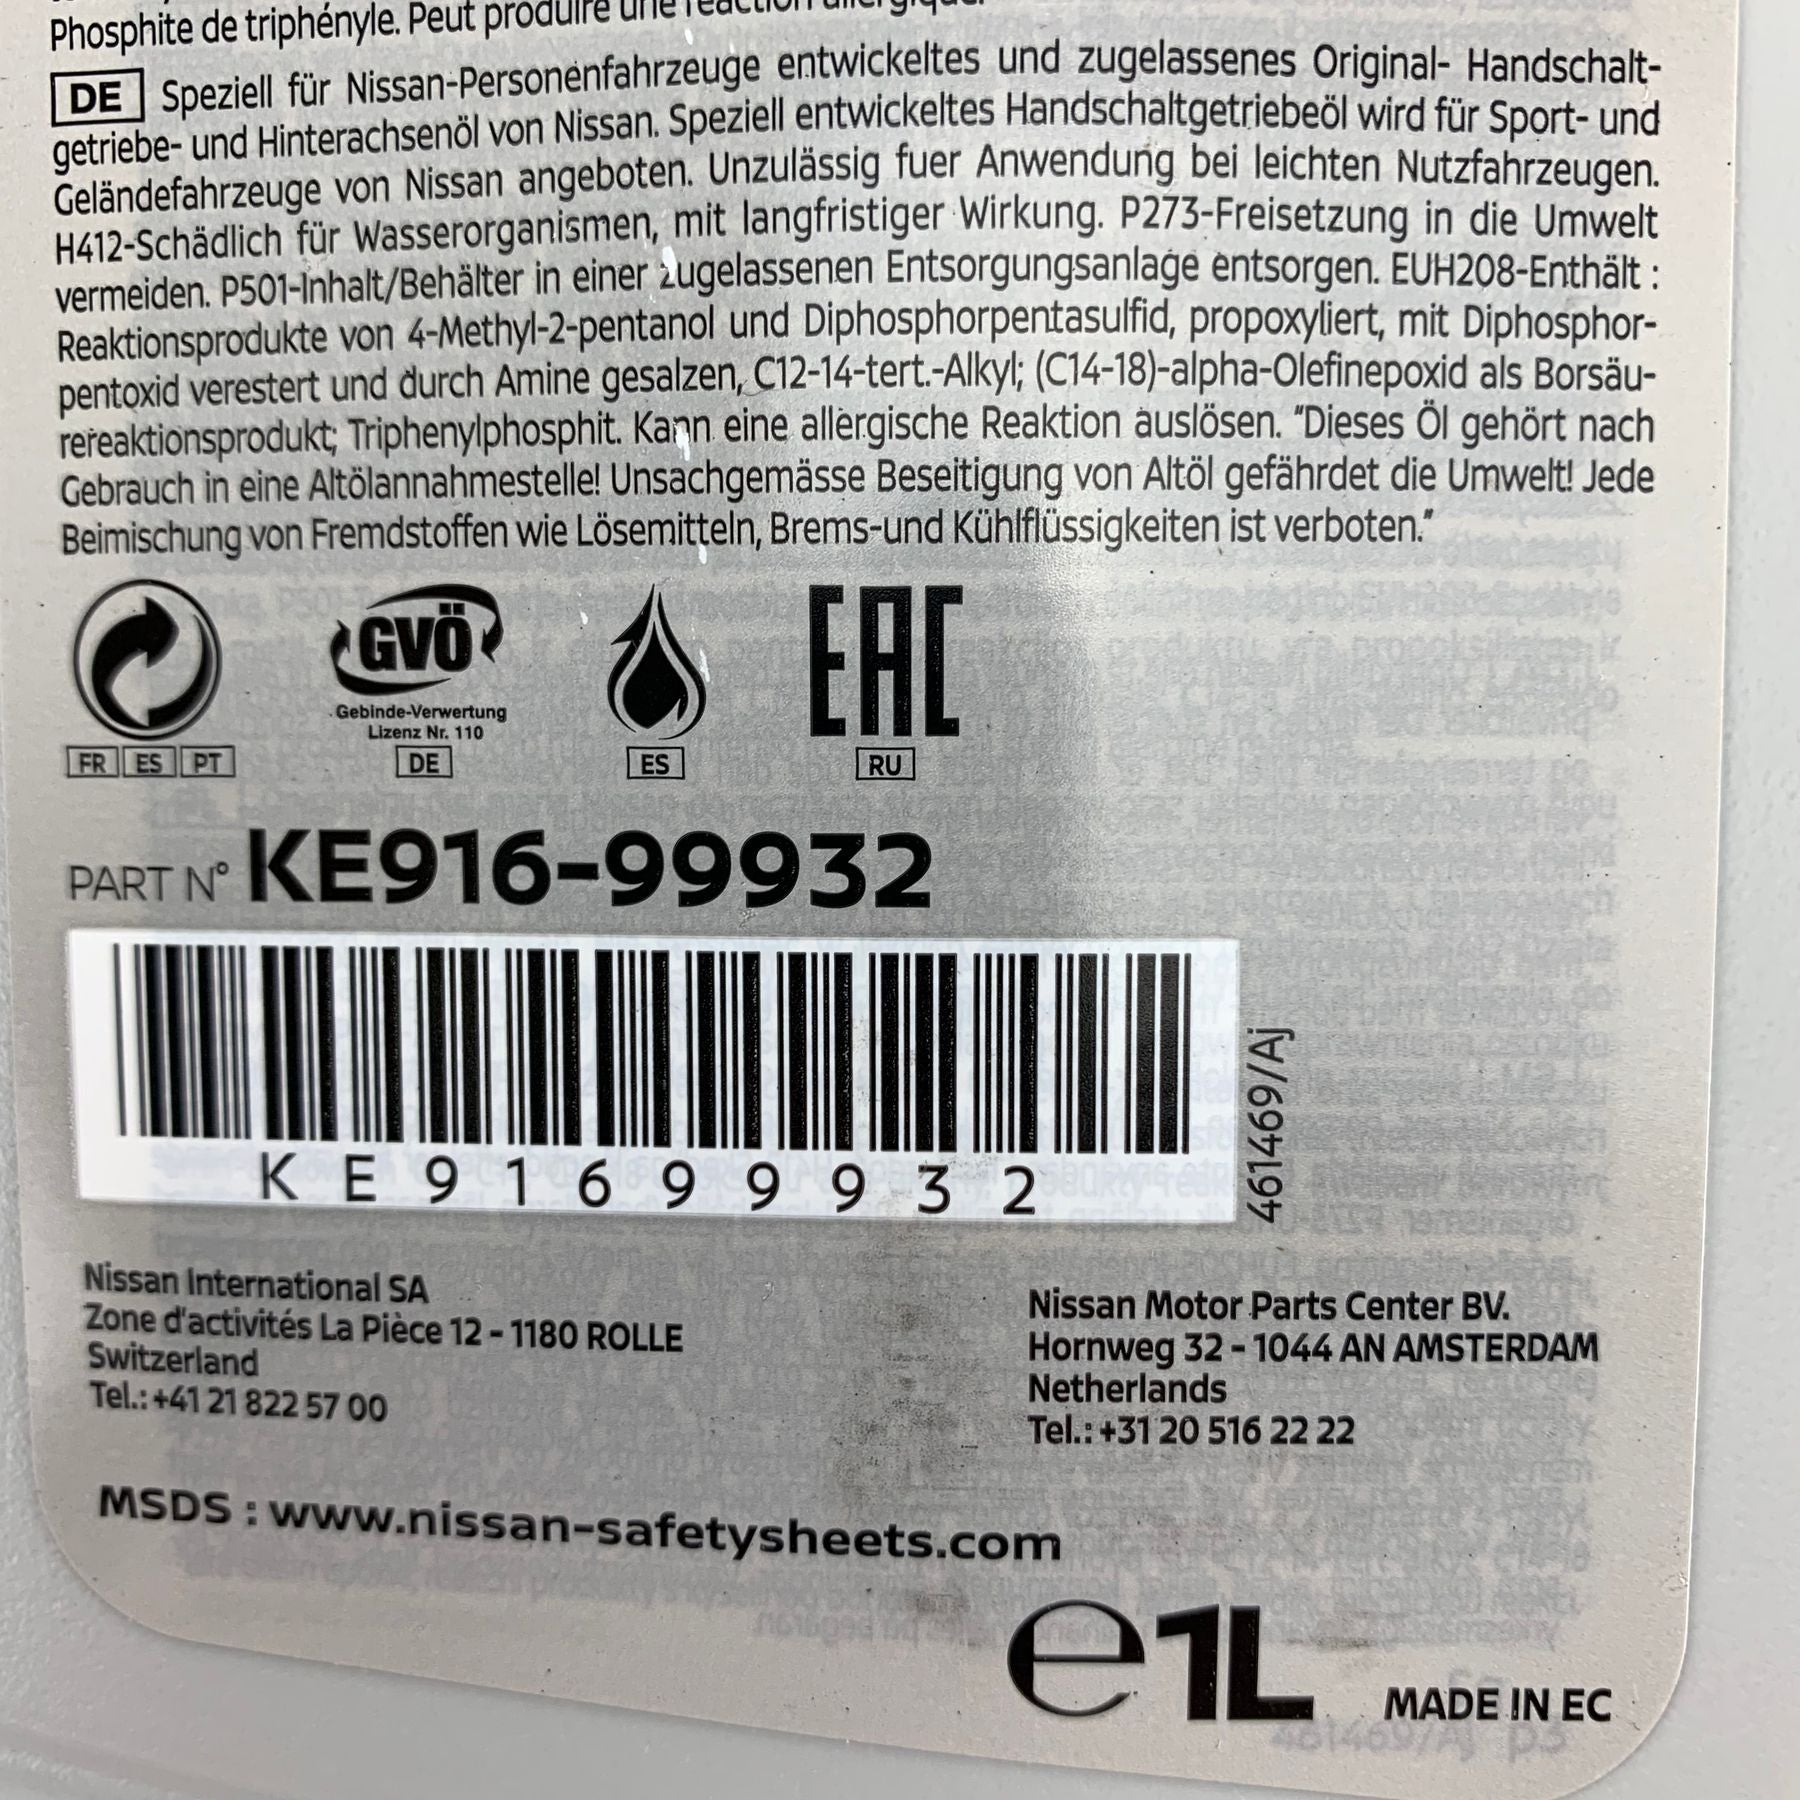 Phosphite de triphényle. Peut produire une réaction allergique.
DE Speziell für Nissan-Personenfahrzeuge entwickeltes und zugelassenes Original- Handschalt-
getriebe- und Hinterachsenöl von Nissan. Speziell entwickeltes Handschaltgetriebeöl wird für Sport- und
Geländefahrzeuge von Nissan angeboten. Unzulässig fuer Anwendung bei leichten Nutzfahrzeugen.
H412-Schädlich für Wasserorganismen, mit langfristiger Wirkung. P273-Freisetzung in die Umwelt
vermeiden. P501-Inhalt/Behälter in einer zugelassenen Entsorgungsanlage entsorgen. EUH208-Enthält :
Reaktionsprodukte von 4-Methyl-2-pentanol und Diphosphorpentasulfid, propoxyliert, mit Diphosphor-
pentoxid verestert und durch Amine gesalzen, C12-14-tert.-Alkyl; (C14-18)-alpha-Olefinepoxid als Borsäu-
rereaktionsprodukt; Triphenylphosphit. Kann eine allergische Reaktion auslösen. "Dieses Öl gehört nach
Gebrauch in eine Altölannahmestelle! Unsachgemässe Beseitigung von Altöl gefährdet die Umwelt! Jede
Beimischung von Fremdstoffen wie Lösemitteln, Brems-und Kühlflüssigkeiten ist verboten."
GVÖ
Gebinde-Verwertung
Lizenz Nr. 110
EAC
FR ES PT DE ES RU
PART N° KE916-99932
KE91699932
461469/Aj
Nissan International SA
Zone d'activités La Pièce 12 - 1180 ROLLE
Switzerland
Tel.: +41 21 822 57 00
Nissan Motor Parts Center BV.
Hornweg 32 - 1044 AN AMSTERDAM
Netherlands
Tel.: +31 20 516 22 22
MSDS : www.nissan-safetysheets.com
e1L
MADE IN EC
461469/Aj p3